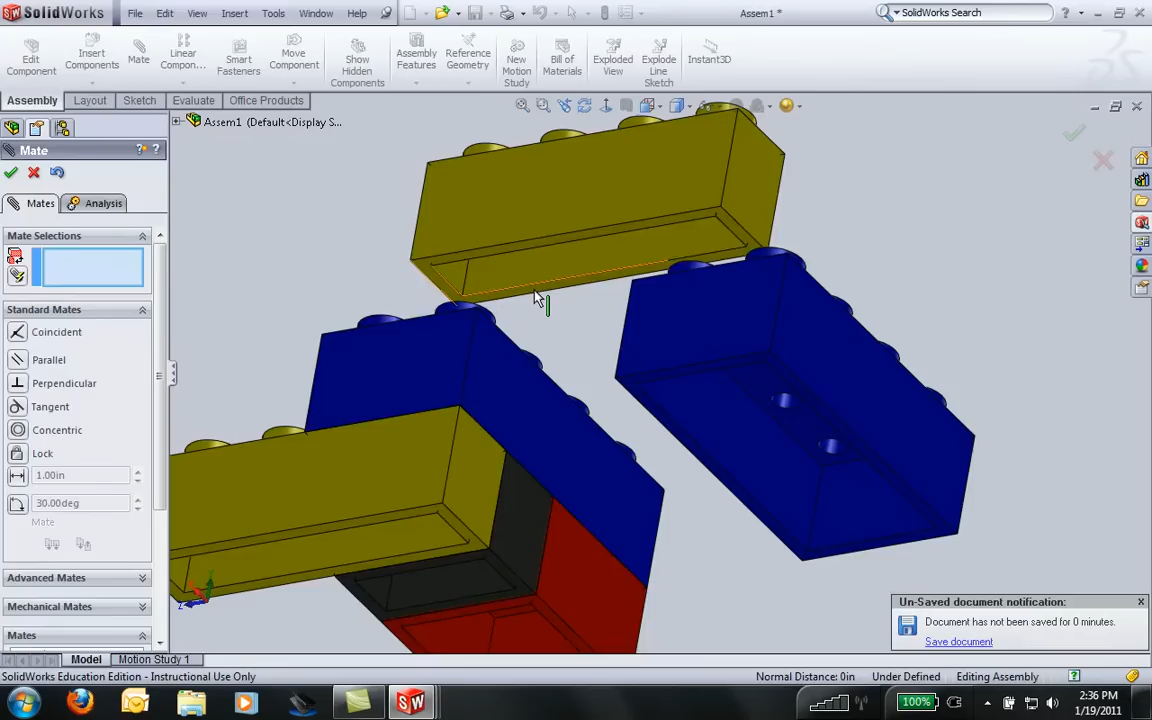 SolidWorks File Edit View Insert Tools Window Help Assem1 * SolidWorks Search ?
Edit Component
Insert Components
Mate
Linear Compon...
Smart Fasteners
Move Component
Show Hidden Components
Assembly Features
Reference Geometry
New Motion Study
Bill of Materials
Exploded View
Explode Line Sketch
Instant3D
Assembly Layout Sketch Evaluate Office Products
Assem1 (Default<Display S...
Mate
Mates Analysis
Mate Selections
Standard Mates
Coincident
Parallel
Perpendicular
Tangent
Concentric
Lock
1.00in
30.00deg
Mate
Advanced Mates
Mechanical Mates
Mates
Z
Un-Saved document notification:
Document has not been saved for 0 minutes.
Save document
Model Motion Study 1
SolidWorks Education Edition - Instructional Use Only Normal Distance: 0in Under Defined Editing Assembly
SW 100% 2:36 PM
1/19/2011